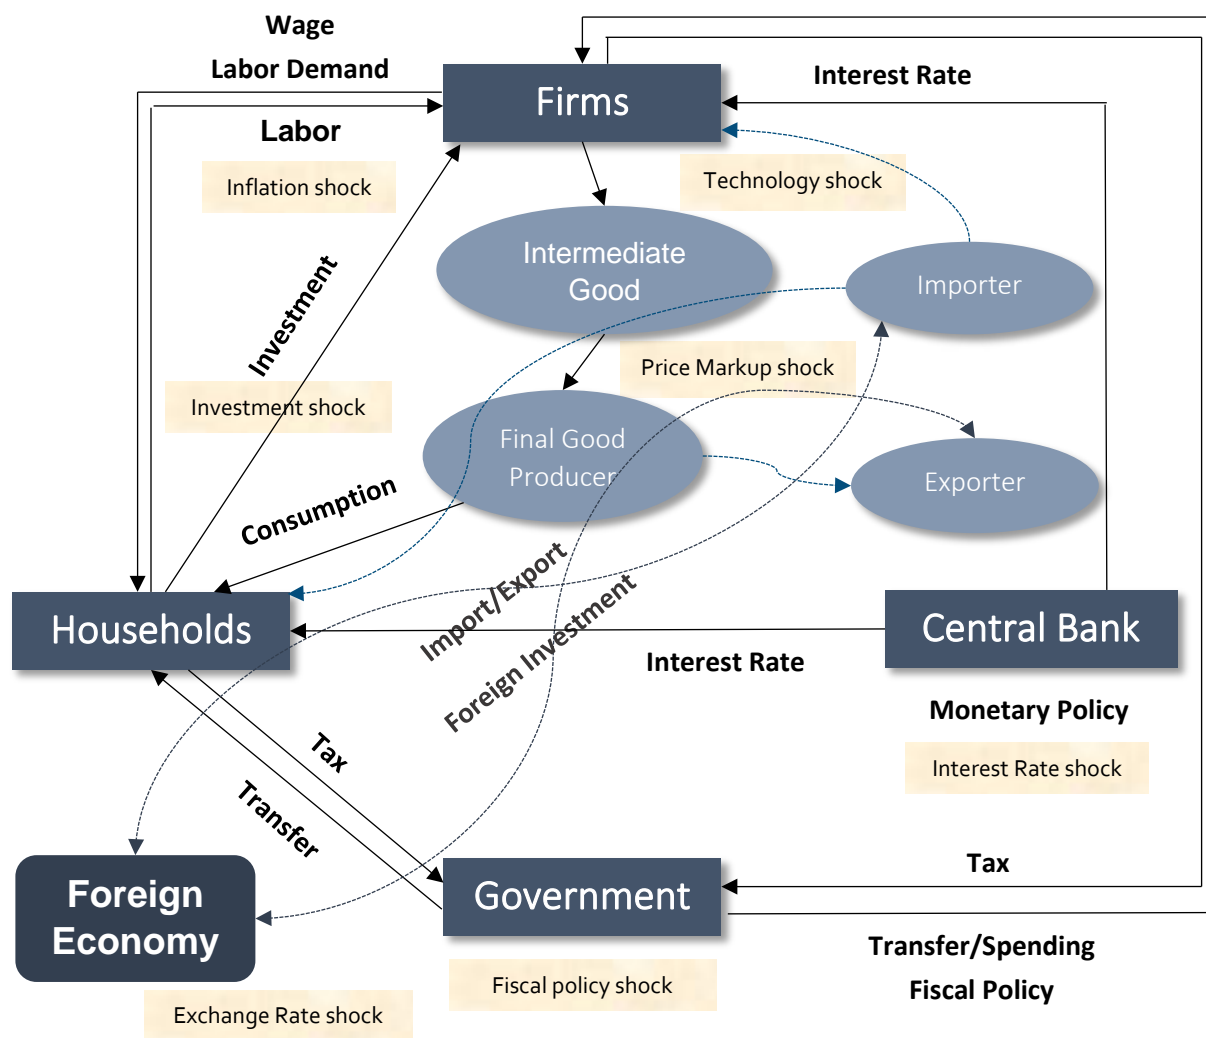 Wage
Labor Demand
Interest Rate
Firms
Labor
Inflation shock
Technology shock
Intermediate
Good
Importer
Investment
Price Markup shock
Investment shock
Final Good
Producer
Exporter
Consumption
Import/Export
Foreign Investment
Households
Central Bank
Interest Rate
Monetary Policy
Interest Rate shock
Tax
Transfer
Foreign
Economy
Government
Tax
Transfer/Spending
Fiscal Policy
Fiscal policy shock
Exchange Rate shock